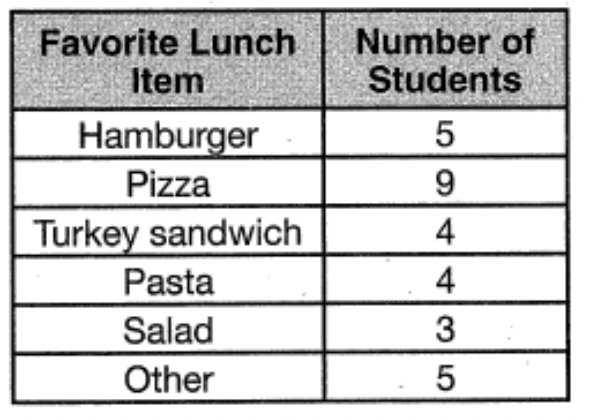 Favorite Lunch Item | Number of Students
Hamburger | 5
Pizza | 9
Turkey sandwich | 4
Pasta | 4
Salad | 3
Other | 5